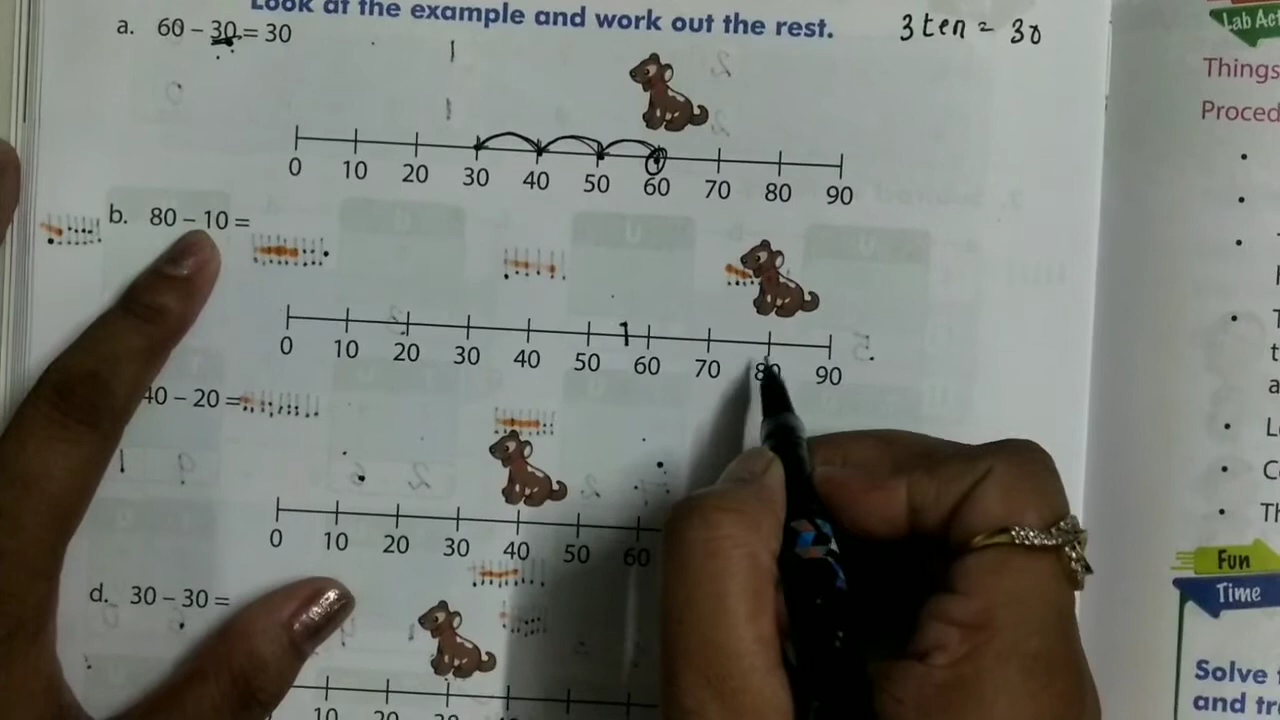 Look at the example and work out the rest.
3 ten = 30
a. 60 – 30 = 30
0 10 20 30 40 50 60 70 80 90
b. 80 – 10 =
0 10 20 30 40 50 60 70 80 90
40 – 20 =
0 10 20 30 40 50 60
d. 30 – 30 =
10 20 30 40
Lab Act
Things
Proced
Fun
Time
Solve
and tr